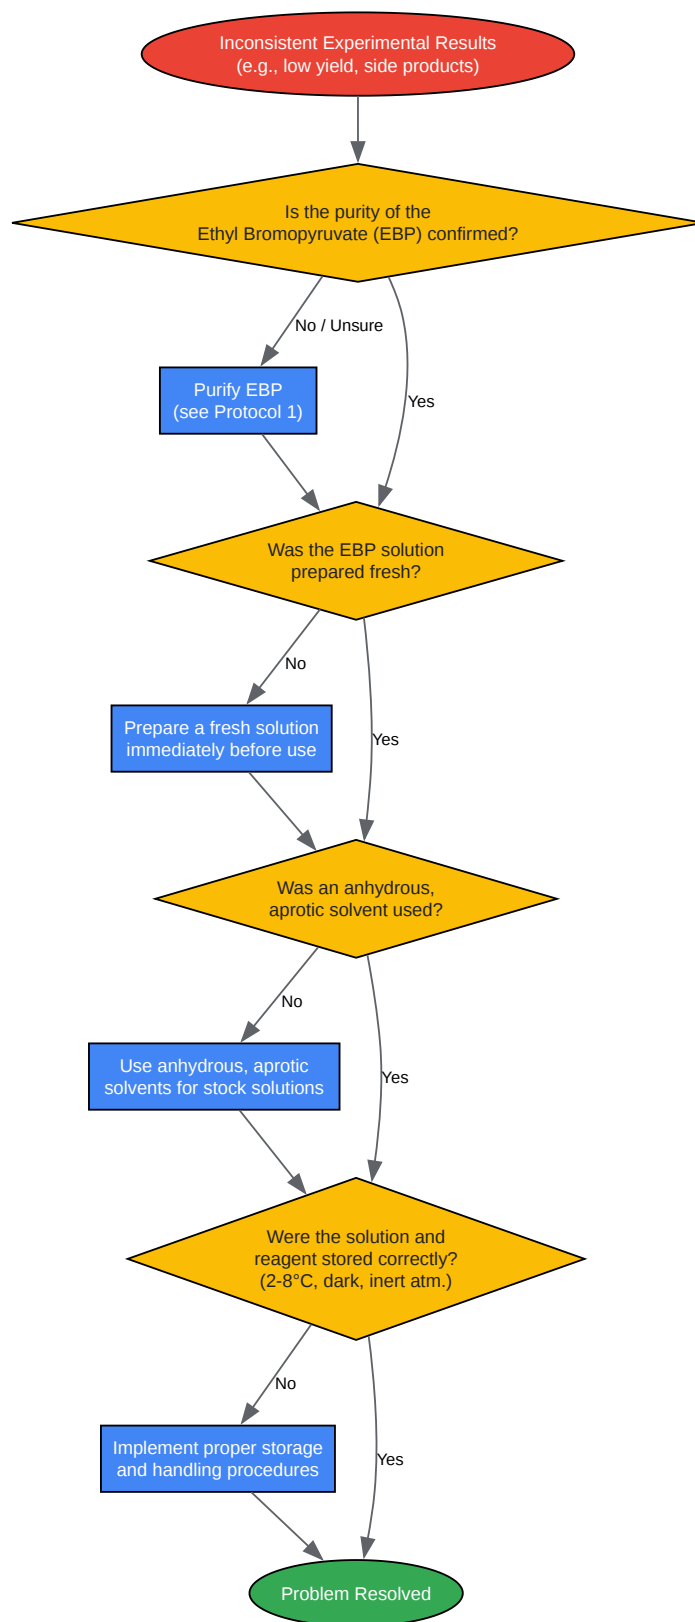 Inconsistent Experimental Results
(e.g., low yield, side products)
Is the purity of the
Ethyl Bromopyruvate (EBP) confirmed?
No / Unsure
Purify EBP
(see Protocol 1)
Yes
Was the EBP solution
prepared fresh?
No
Prepare a fresh solution
immediately before use
Yes
Was an anhydrous,
aprotic solvent used?
No
Use anhydrous, aprotic
solvents for stock solutions
Yes
Were the solution and
reagent stored correctly?
(2-8°C, dark, inert atm.)
No
Implement proper storage
and handling procedures
Yes
Problem Resolved